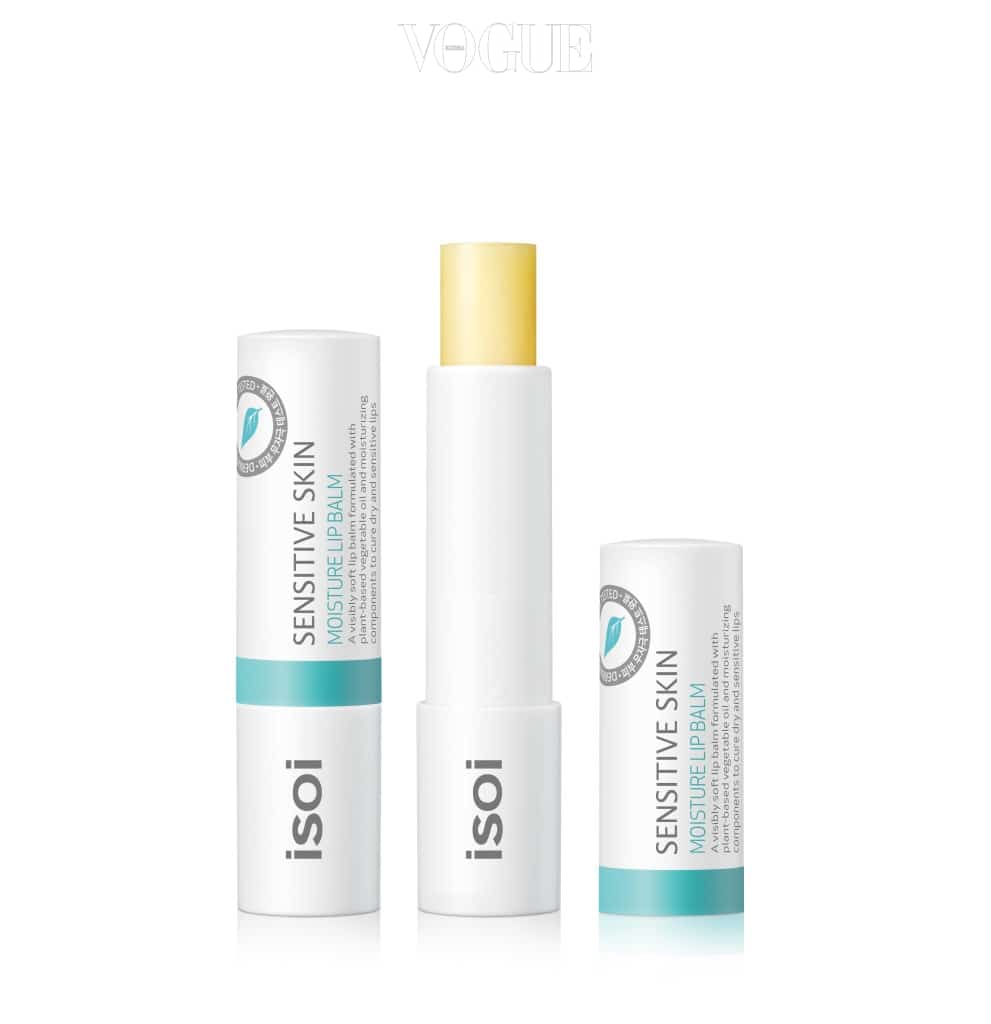 VOGUE
KOREA
SENSITIVE SKIN
MOISTURE LIP BALM
A visibly soft lip balm formulated with
plant-based vegetable oil and moisturizing
components to cure dry and sensitive lips
isoi
isoi
SENSITIVE SKIN
MOISTURE LIP BALM
A visibly soft lip balm formulated with
plant-based vegetable oil and moisturizing
components to cure dry and sensitive lips